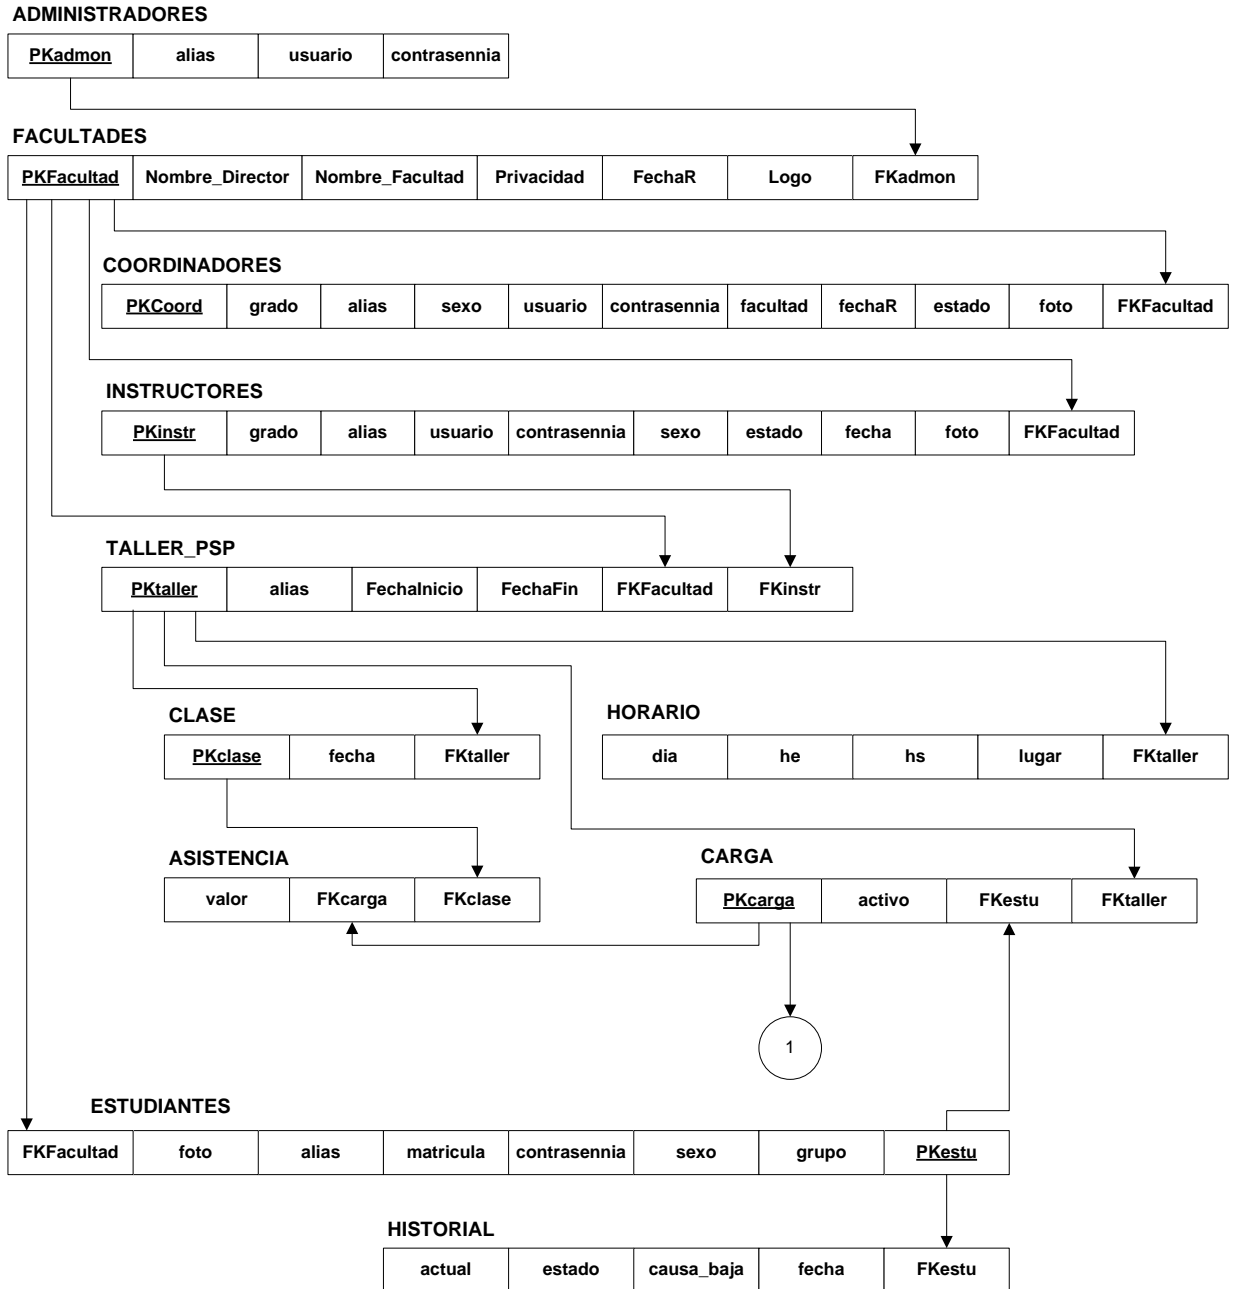 ADMINISTRADORES
PKadmon alias usuario contrasennia
FACULTADES
PKFacultad Nombre_Director Nombre_Facultad Privacidad FechaR Logo FKadmon
COORDINADORES
PKCoord grado alias sexo usuario contrasennia facultad fechaR estado foto FKFacultad
INSTRUCTORES
PKinstr grado alias usuario contrasennia sexo estado fecha foto FKFacultad
TALLER_PSP
PKtaller alias FechaInicio FechaFin FKFacultad FKinstr
CLASE HORARIO
PKclase fecha FKtaller dia he hs lugar FKtaller
ASISTENCIA CARGA
valor FKcarga FKclase PKcarga activo FKestu FKtaller
1
ESTUDIANTES
FKFacultad foto alias matricula contrasennia sexo grupo PKestu
HISTORIAL
actual estado causa_baja fecha FKestu